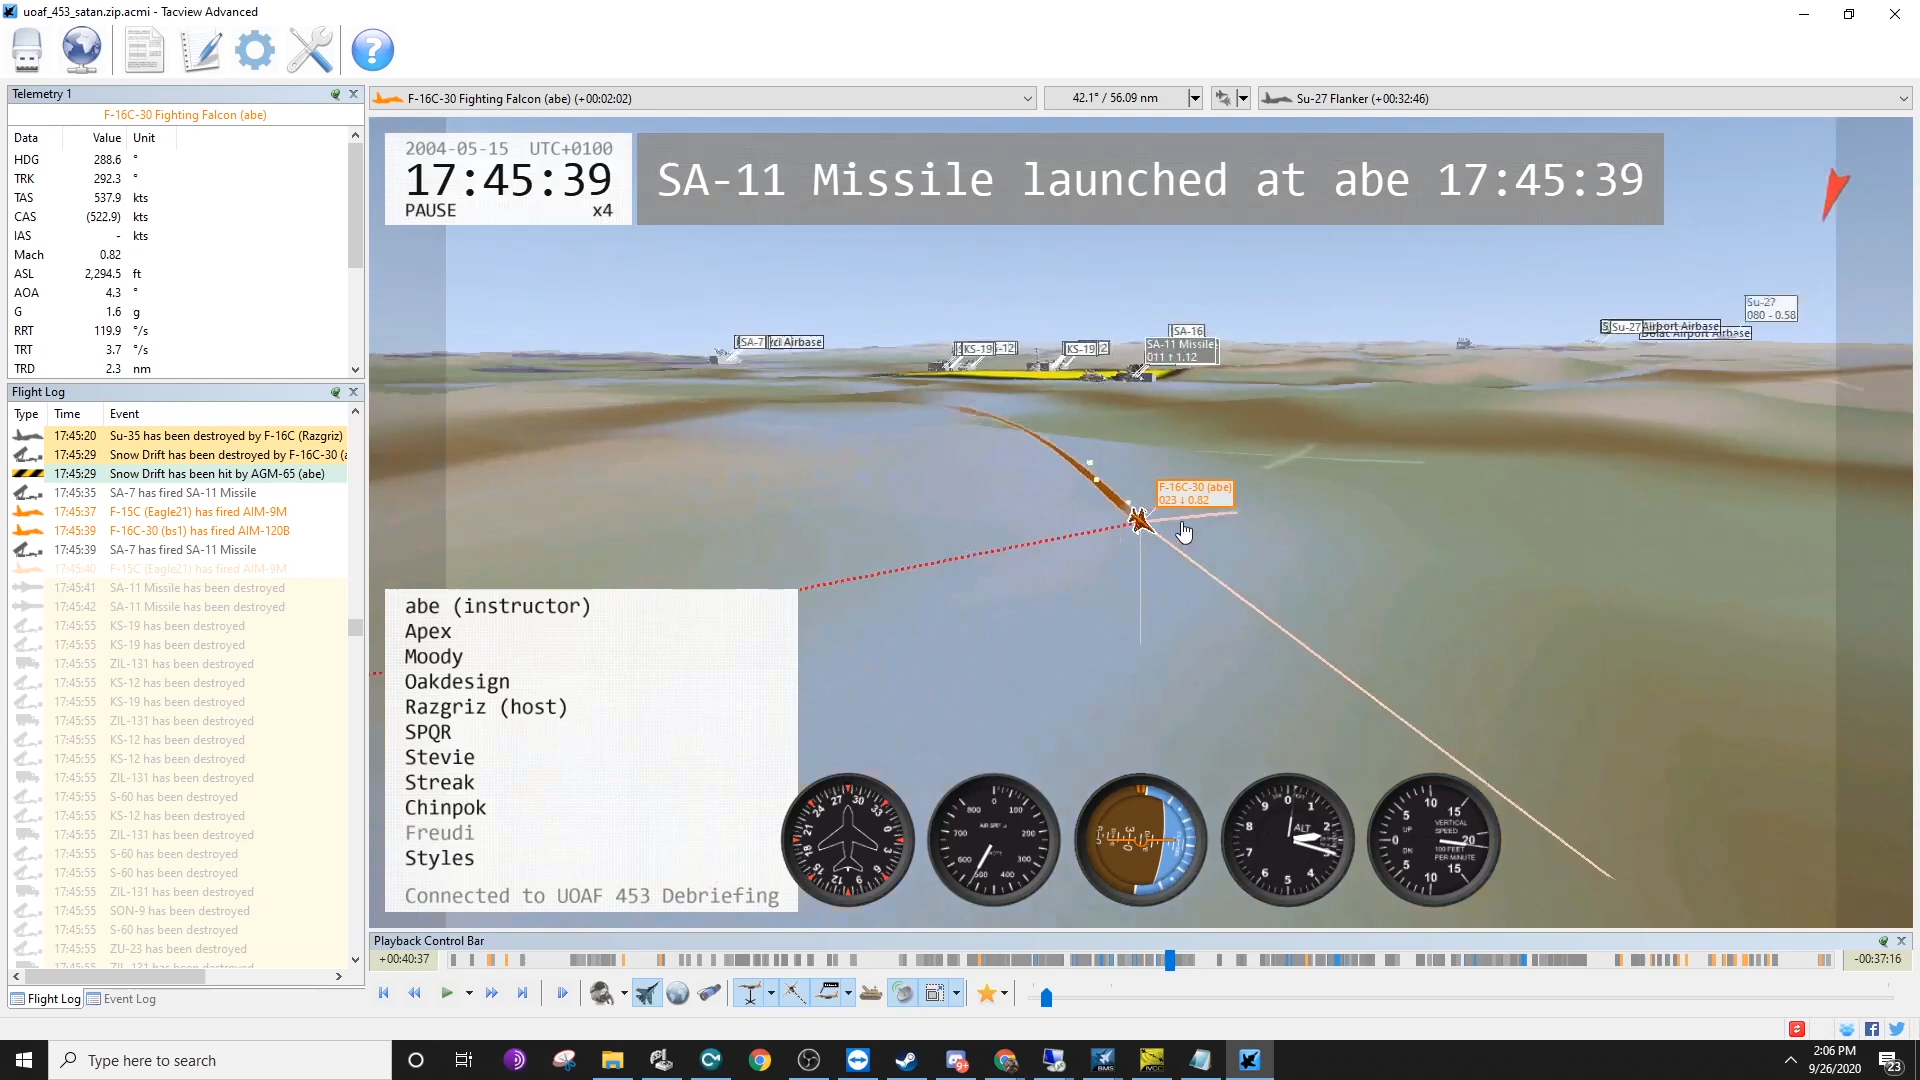 uoaf_453_satan.zip.acmi - Tacview Advanced
Telemetry 1
F-16C-30 Fighting Falcon (abe)
Data Value Unit
HDG 288.6 °
TRK 292.3 °
TAS 537.9 kts
CAS (522.9) kts
IAS - kts
Mach 0.82
ASL 2,294.5 ft
AOA 4.3 °
G 1.6 g
RRT 119.9 °/s
TRT 3.7 °/s
TRD 2.3 nm
Flight Log
Type Time Event
17:45:20 Su-35 has been destroyed by F-16C (Razgriz)
17:45:29 Snow Drift has been destroyed by F-16C-30 (a
17:45:29 Snow Drift has been hit by AGM-65 (abe)
17:45:35 SA-7 has fired SA-11 Missile
17:45:37 F-15C (Eagle21) has fired AIM-9M
17:45:39 F-16C-30 (bs1) has fired AIM-120B
17:45:39 SA-7 has fired SA-11 Missile
17:45:40 F-15C (Eagle21) has fired AIM-9M
17:45:41 SA-11 Missile has been destroyed
17:45:42 SA-11 Missile has been destroyed
17:45:55 KS-19 has been destroyed
17:45:55 KS-19 has been destroyed
17:45:55 ZIL-131 has been destroyed
17:45:55 KS-12 has been destroyed
17:45:55 KS-19 has been destroyed
17:45:55 ZIL-131 has been destroyed
17:45:55 KS-12 has been destroyed
17:45:55 KS-12 has been destroyed
17:45:55 ZIL-131 has been destroyed
17:45:55 S-60 has been destroyed
17:45:55 KS-12 has been destroyed
17:45:55 ZIL-131 has been destroyed
17:45:55 S-60 has been destroyed
17:45:55 S-60 has been destroyed
17:45:55 ZIL-131 has been destroyed
17:45:55 SON-9 has been destroyed
17:45:55 S-60 has been destroyed
17:45:55 ZU-23 has been destroyed
17:45:55 ZIL-131 has been destroyed
Flight Log Event Log
F-16C-30 Fighting Falcon (abe) (+00:02:02)
42.1° / 56.09 nm
Su-27 Flanker (+00:32:46)
2004-05-15 UTC+0100
17:45:39
PAUSE x4
SA-11 Missile launched at abe 17:45:39
Su-27
080 - 0.58
Su-27 Airport Airbase
Airport Airbase
SA-7 Airbase
KS-19 -12
KS-19
SA-16
SA-11 Missile
011 ↑ 1.12
F-16C-30 (abe)
023 ↓ 0.82
abe (instructor)
Apex
Moody
Oakdesign
Razgriz (host)
SPQR
Stevie
Streak
Chinpok
Freudi
Styles
Connected to UOAF 453 Debriefing
AIR SPEED
ALT
VERTICAL
SPEED
100 FEET
PER MINUTE
Playback Control Bar
+00:40:37
-00:37:16
Type here to search
2:06 PM
9/26/2020
23